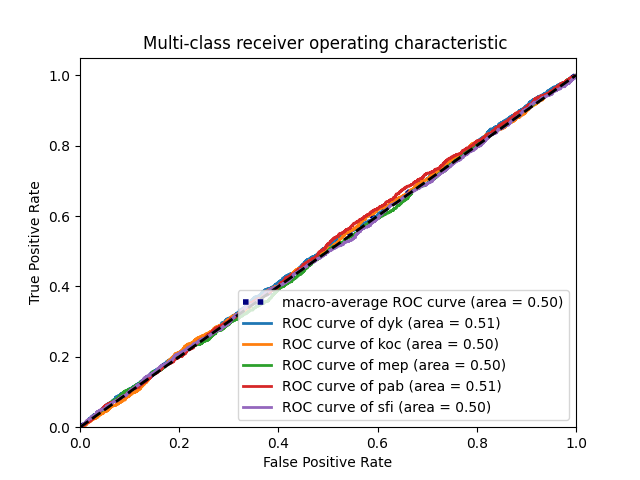 Multi-class receiver operating characteristic
True Positive Rate
1.0
0.8
0.6
0.4
0.2
0.0
macro-average ROC curve (area = 0.50)
ROC curve of dyk (area = 0.51)
ROC curve of koc (area = 0.50)
ROC curve of mep (area = 0.50)
ROC curve of pab (area = 0.51)
ROC curve of sfi (area = 0.50)
0.0 0.2 0.4 0.6 0.8 1.0
False Positive Rate